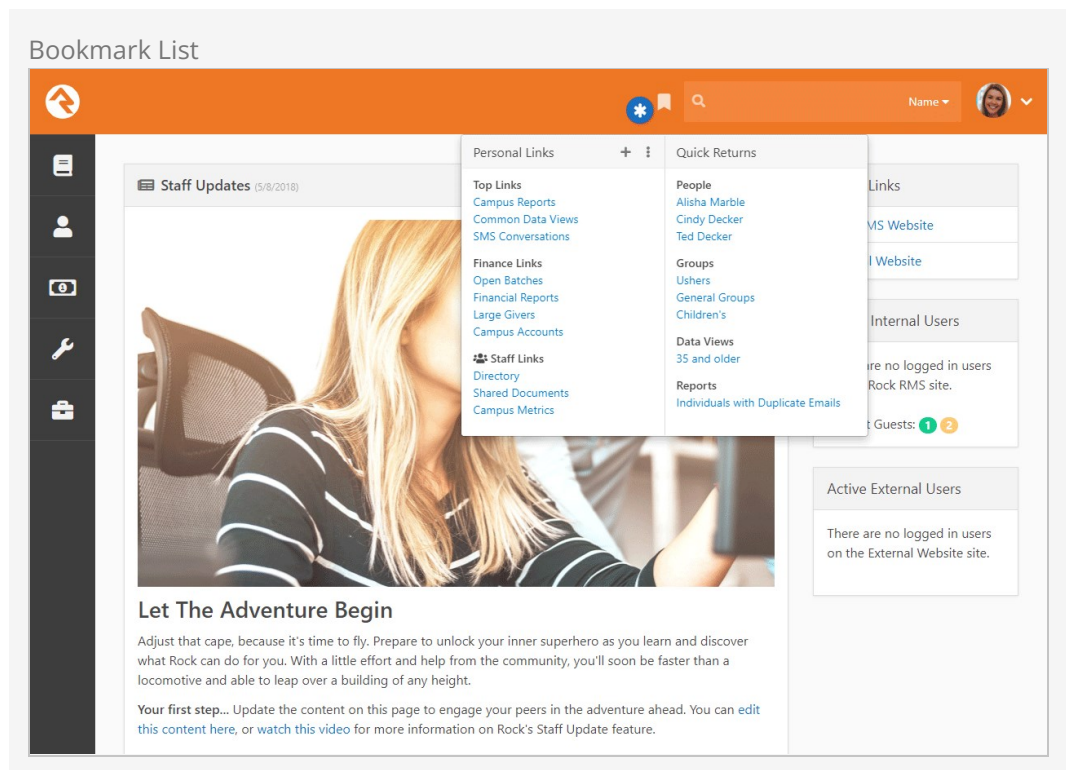 Bookmark List
Name
Personal Links
Quick Returns
Top Links
Campus Reports
Common Data Views
SMS Conversations
Finance Links
Open Batches
Financial Reports
Large Givers
Campus Accounts
Staff Links
Directory
Shared Documents
Campus Metrics
People
Alisha Marble
Cindy Decker
Ted Decker
Groups
Ushers
General Groups
Children's
Data Views
35 and older
Reports
Individuals with Duplicate Emails
Staff Updates (5/8/2018)
Let The Adventure Begin
Adjust that cape, because it's time to fly. Prepare to unlock your inner superhero as you learn and discover
what Rock can do for you. With a little effort and help from the community, you'll soon be faster than a
locomotive and able to leap over a building of any height.
Your first step... Update the content on this page to engage your peers in the adventure ahead. You can edit
this content here, or watch this video for more information on Rock's Staff Update feature.
Links
MS Website
l Website
Internal Users
re no logged in users
Rock RMS site.
t Guests: 1 2
Active External Users
There are no logged in users
on the External Website site.